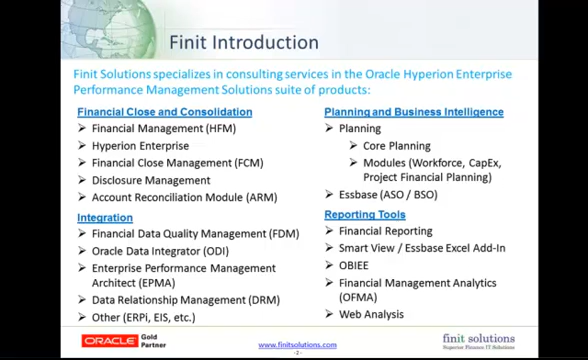 Finit Introduction
Finit Solutions specializes in consulting services in the Oracle Hyperion Enterprise
Performance Management Solutions suite of products:
Financial Close and Consolidation
➢ Financial Management (HFM)
➢ Hyperion Enterprise
➢ Financial Close Management (FCM)
➢ Disclosure Management
➢ Account Reconciliation Module (ARM)
Integration
➢ Financial Data Quality Management (FDM)
➢ Oracle Data Integrator (ODI)
➢ Enterprise Performance Management
Architect (EPMA)
➢ Data Relationship Management (DRM)
➢ Other (ERPi, EIS, etc.)
Planning and Business Intelligence
➢ Planning
➢ Core Planning
➢ Modules (Workforce, CapEx,
Project Financial Planning)
➢ Essbase (ASO / BSO)
Reporting Tools
➢ Financial Reporting
➢ Smart View / Essbase Excel Add-In
➢ OBIEE
➢ Financial Management Analytics
(OFMA)
➢ Web Analysis
ORACLE
Gold
Partner
www.finitsolutions.com
- 2 -
finit solutions
Superior Finance IT Solutions